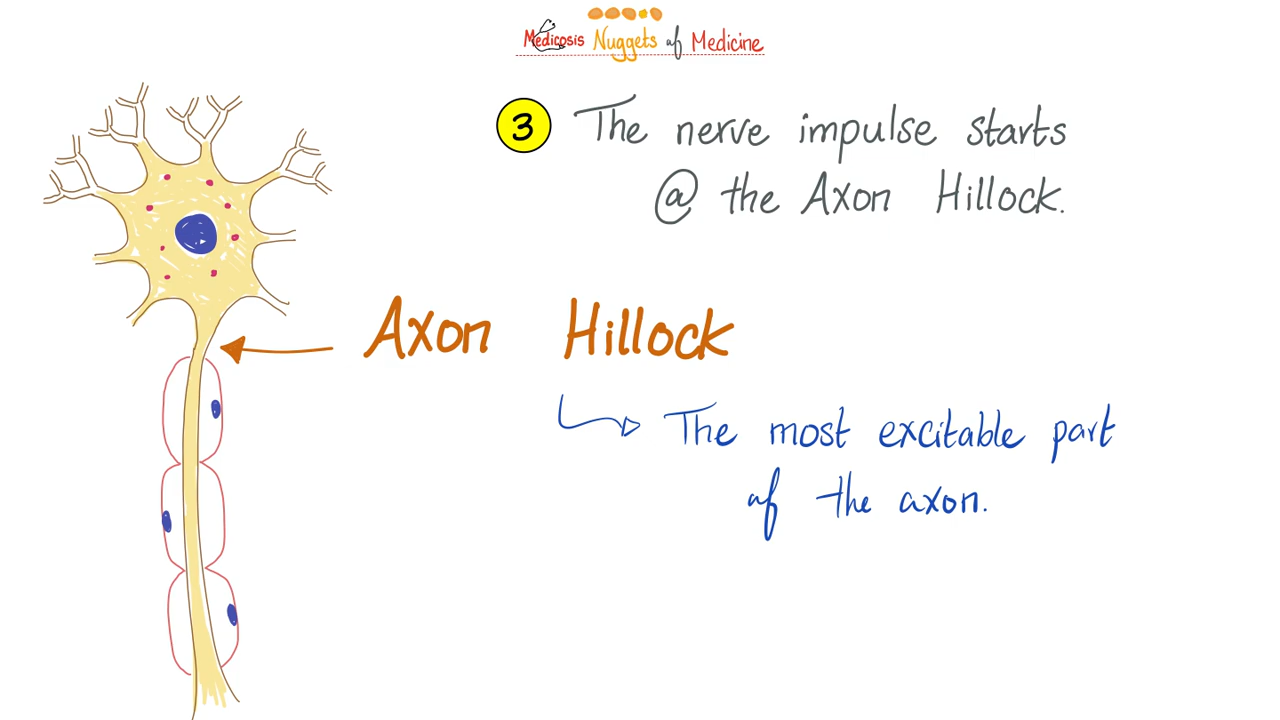 Medicosis Nuggets of Medicine
3 The nerve impulse starts
@ the Axon Hillock.
Axon Hillock
The most excitable part
of the axon.